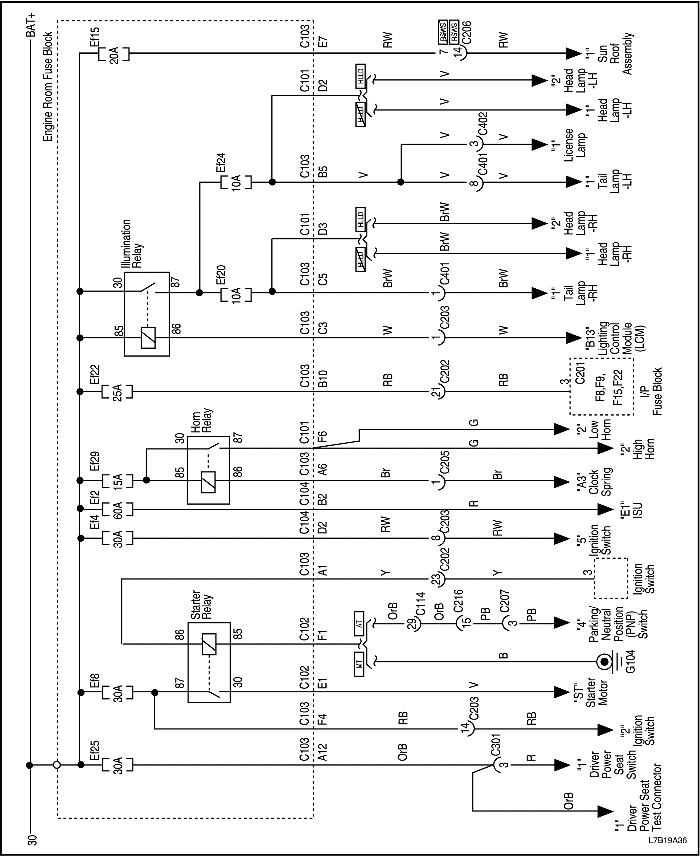 30
BAT+
Engine Room Fuse Block
Ef25
30A
C103
A12
OrB
C301
3
R
"1"
Driver
Power
Seat
Switch
OrB
"1"
Driver
Power Seat
Test Connector
C103
F4
RB
14
C203
RB
"2"
Ignition
Switch
Ef8
30A
87
30
C102
E1
V
"ST"
Starter
Motor
Starter
Relay
86
85
C102
F1
MT
AT
B
G104
OrB
29
C114
OrB
15
C216
PB
3
C207
PB
"4"
Parking/
Neutral
Position
(PNP)
Switch
C103
A1
Y
23
C202
Y
3
Ignition
Switch
Ef4
30A
C104
D2
RW
8
C203
RW
"5"
Ignition
Switch
Ef2
60A
C104
B2
R
"E1"
ISU
Ef29
15A
85
86
C103
A6
Br
1
C205
Br
"A3"
Clock
Spring
Horn
Relay
30
87
C101
F6
G
"2"
High
Horn
G
"2"
Low
Horn
Ef22
25A
C103
B10
RB
21
C202
RB
3
C201
F8,F9,
F15,F22
I/P
Fuse Block
85
86
C103
C3
W
1
C203
W
"B13"
Lighting
Control
Module
(LCM)
Illumination
Relay
30
87
Ef20
10A
C103
C5
BrW
1
C401
BrW
"1"
Tail
Lamp
-RH
C101
D3
HLD
BrW
"1"
Head
Lamp
-RH
BrW
"2"
Head
Lamp
-RH
Ef24
10A
C103
B5
V
8
C401
V
"1"
Tail
Lamp
-LH
V
3
C402
V
"1"
License
Lamp
C101
D2
HLD
V
"1"
Head
Lamp
-LH
V
"2"
Head
Lamp
-LH
Ef15
20A
C103
E7
RW
7
14
C206
RW
"1"
Sun
Roof
Assembly
L7B19A36